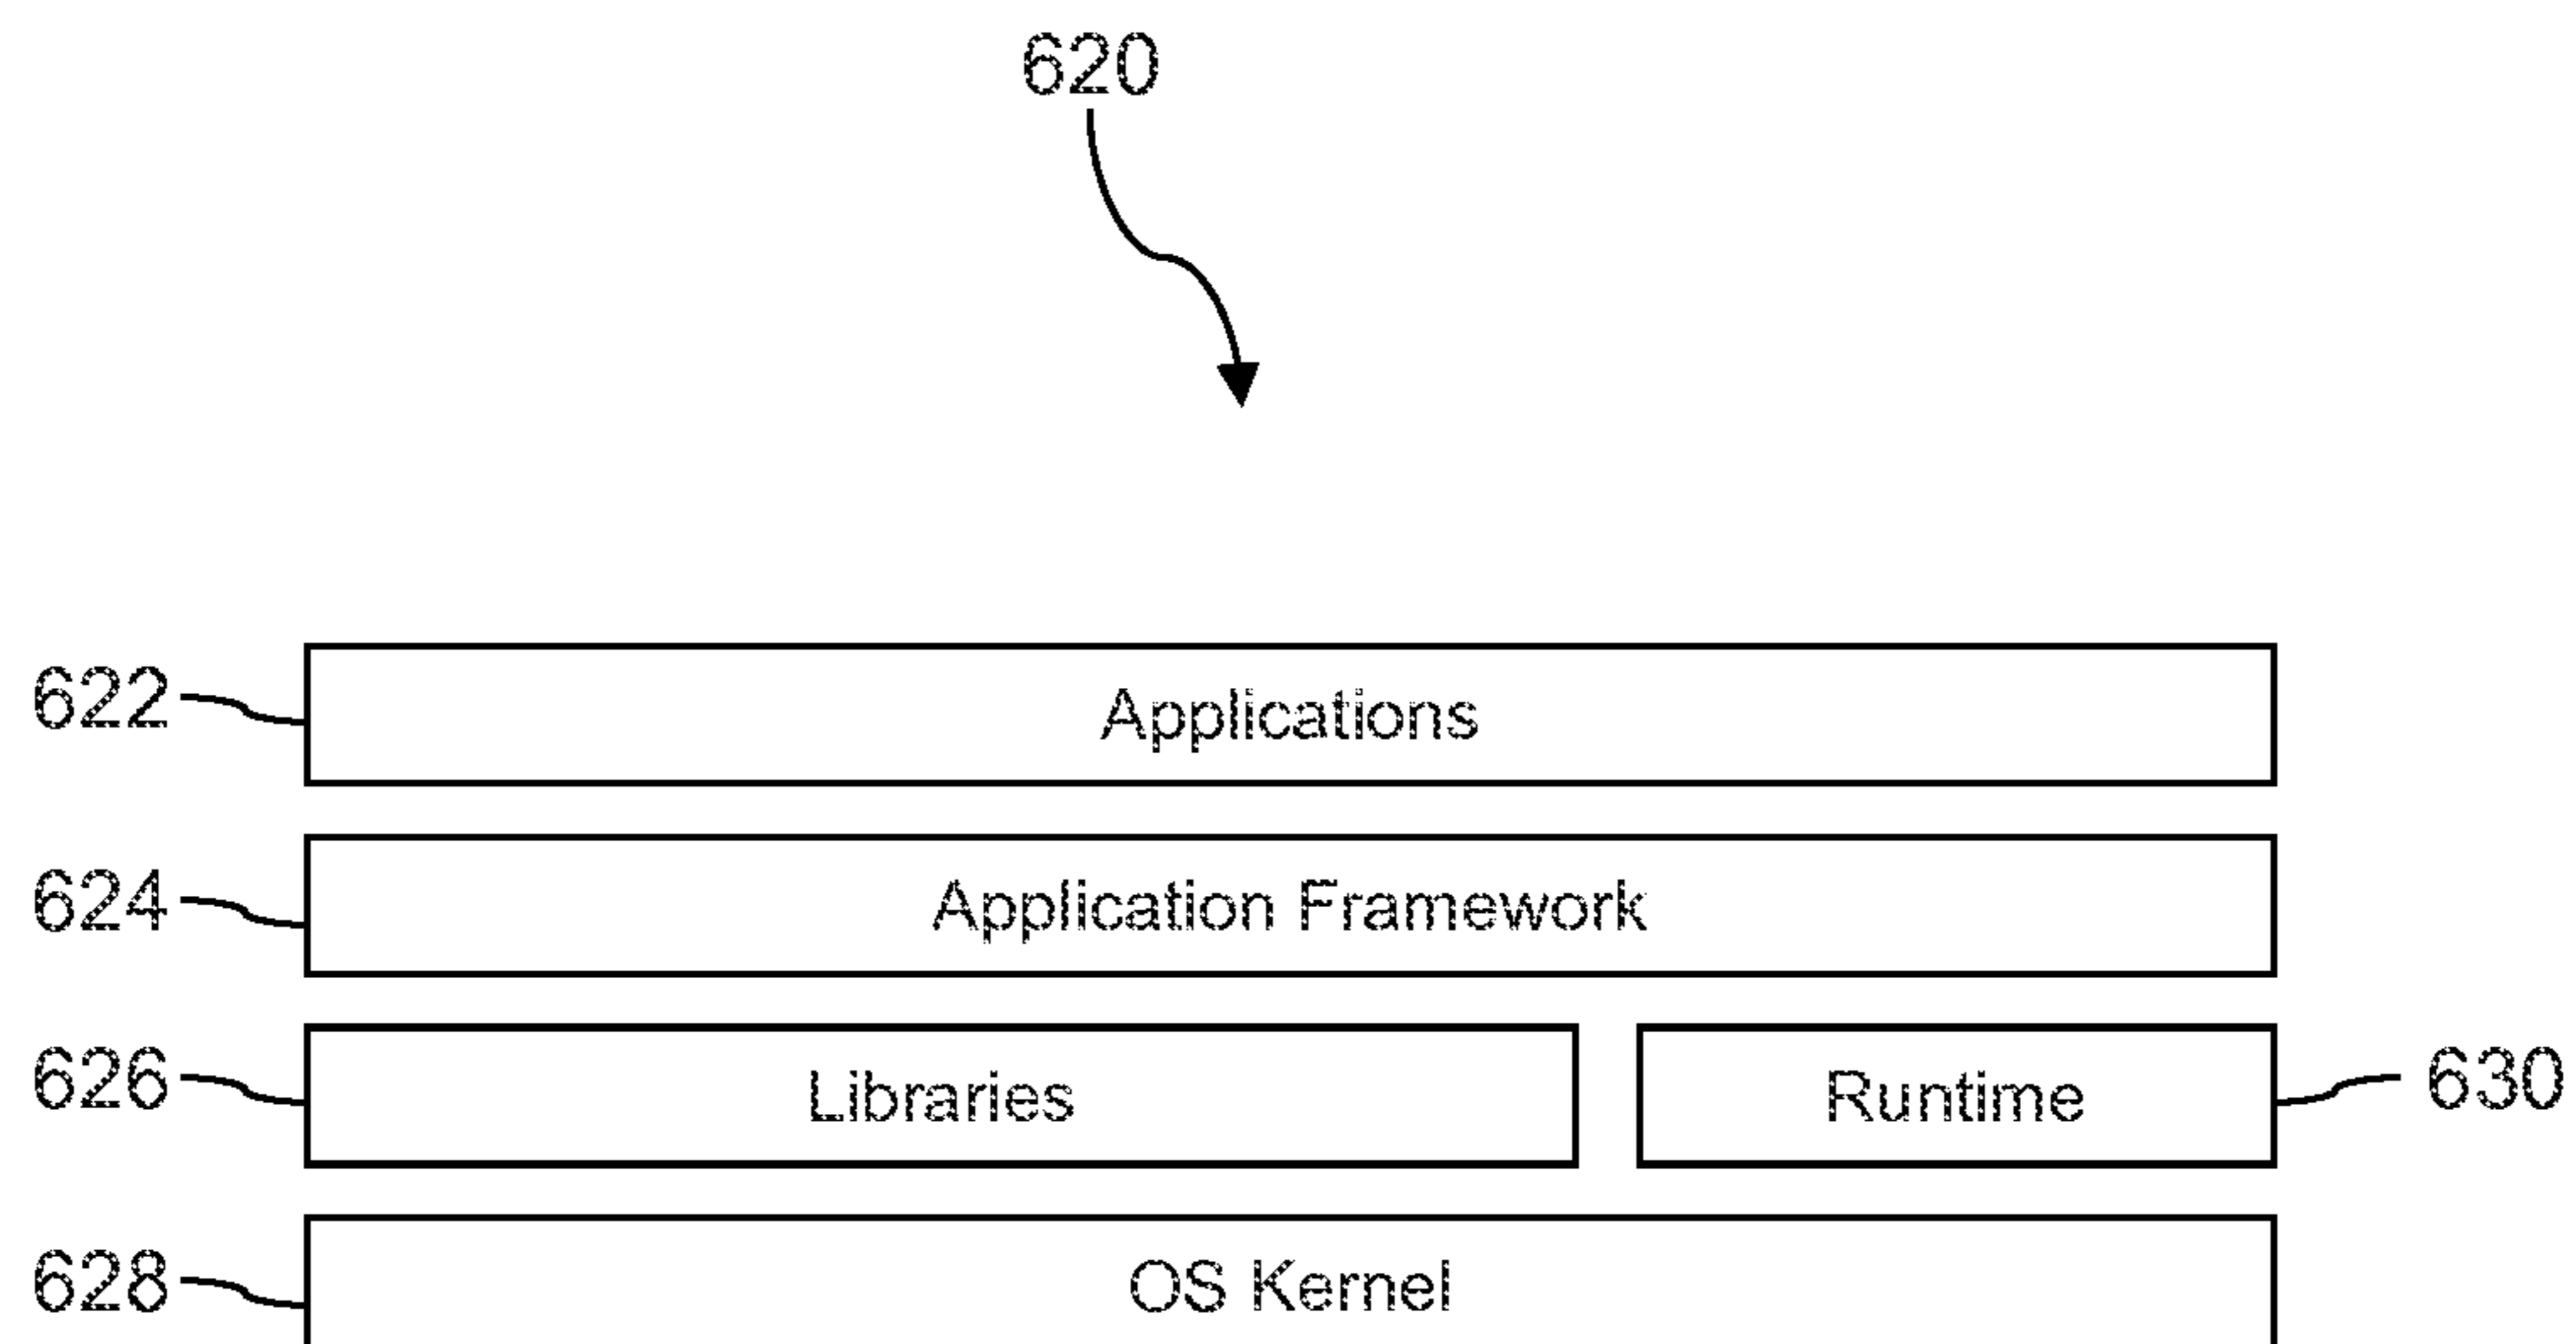 620
622 Applications
624 Application Framework
626 Libraries Runtime 630
628 OS Kernel